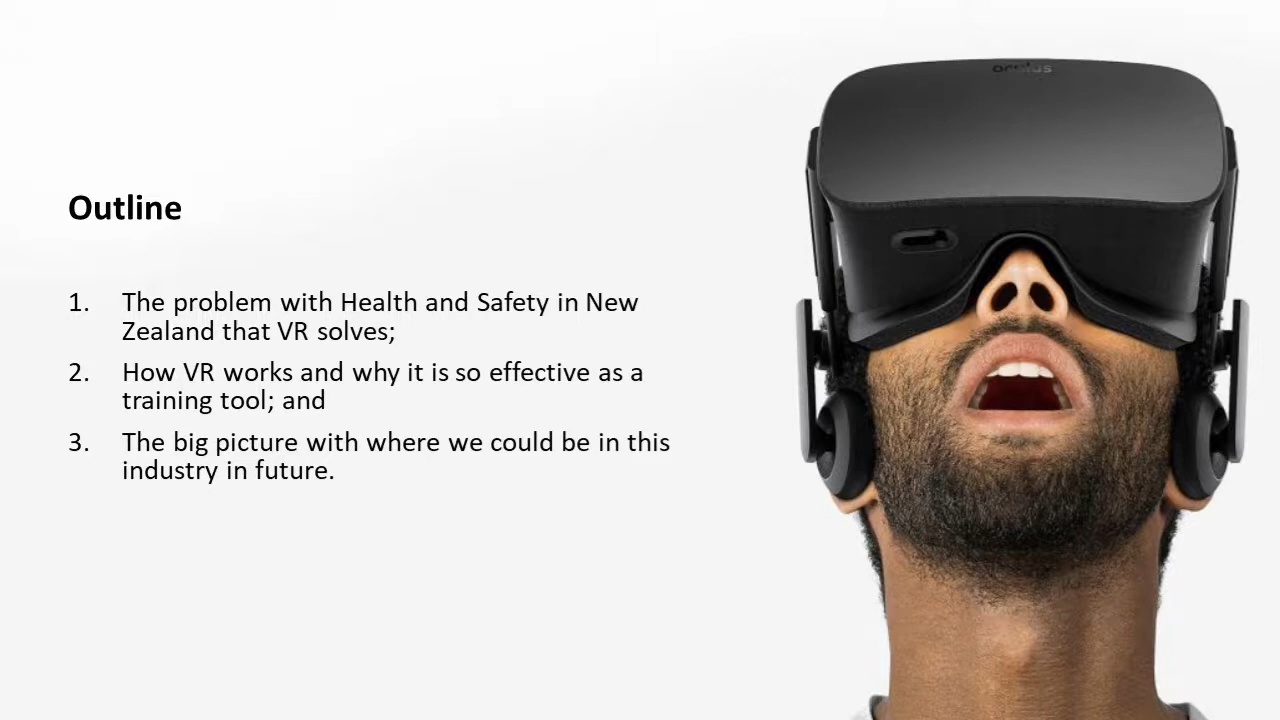 Outline
1. The problem with Health and Safety in New
Zealand that VR solves;
2. How VR works and why it is so effective as a
training tool; and
3. The big picture with where we could be in this
industry in future.
oculus